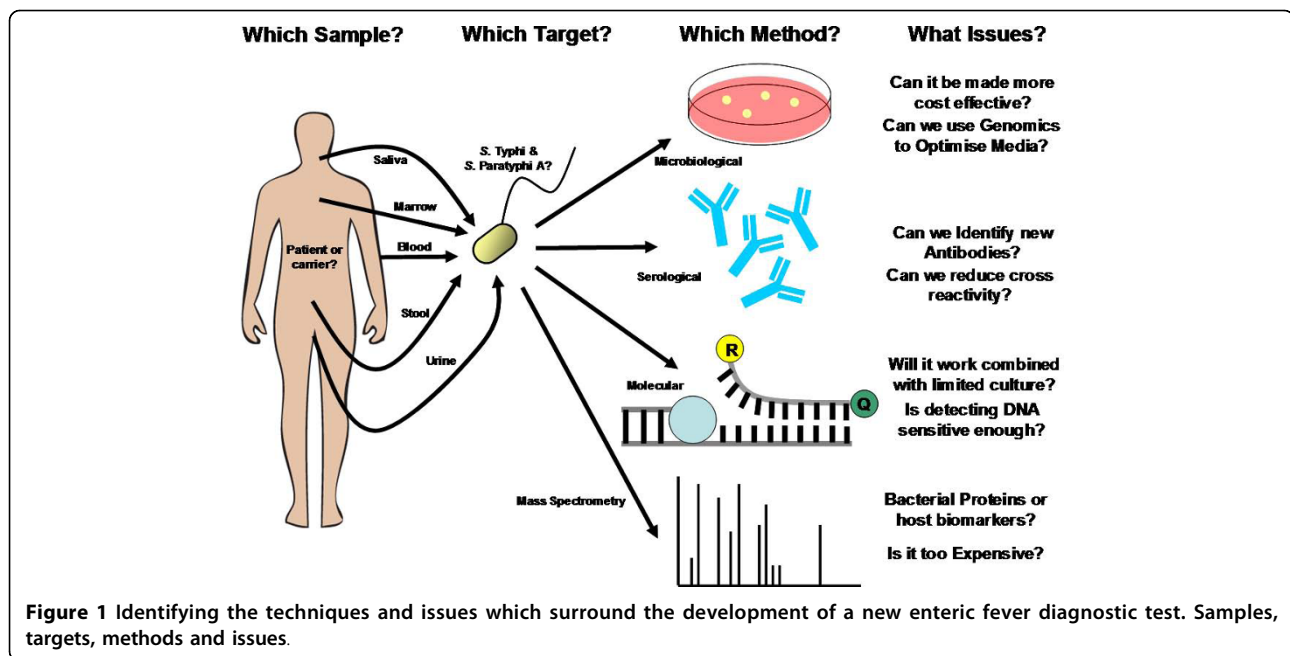 Which Sample?
Which Target?
Which Method?
What Issues?
Saliva
Marrow
Patient or
carrier?
Blood
Stool
Urine
S. Typhi &
S. Paratyphi A?
Microbiological
Can it be made more
cost effective?
Can we use Genomics
to Optimise Media?
Serological
Can we Identify new
Antibodies?
Can we reduce cross
reactivity?
Molecular
R
Q
Will it work combined
with limited culture?
Is detecting DNA
sensitive enough?
Mass Spectrometry
Bacterial Proteins or
host biomarkers?
Is it too Expensive?
Figure 1 Identifying the techniques and issues which surround the development of a new enteric fever diagnostic test. Samples,
targets, methods and issues.